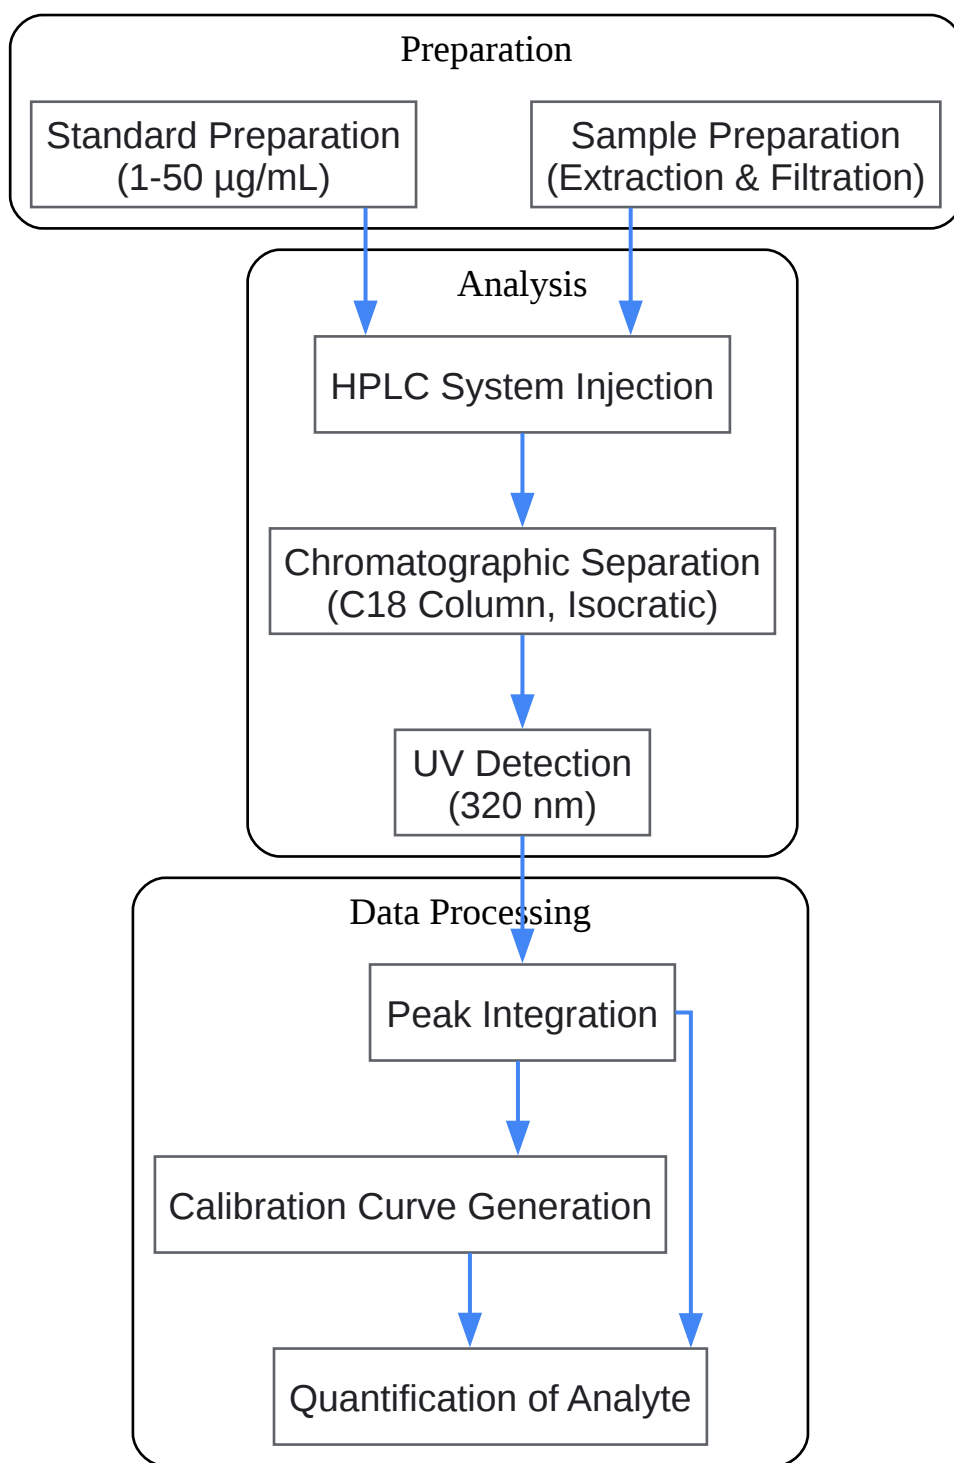 Preparation
Standard Preparation
(1-50 µg/mL)
Sample Preparation
(Extraction & Filtration)
Analysis
HPLC System Injection
Chromatographic Separation
(C18 Column, Isocratic)
UV Detection
(320 nm)
Data Processing
Peak Integration
Calibration Curve Generation
Quantification of Analyte